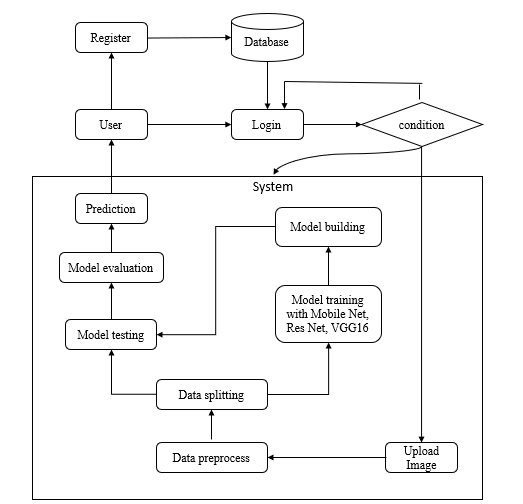 Register
Database
User
Login
condition
System
Prediction
Model building
Model evaluation
Model training
with Mobile Net,
Res Net, VGG16
Model testing
Data splitting
Data preprocess
Upload
Image